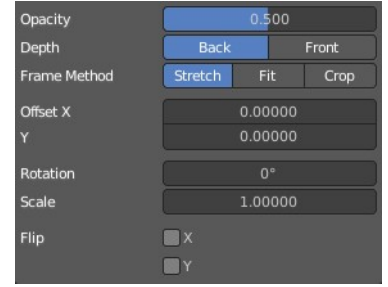 Opacity 0.500
Depth Back Front
Frame Method Stretch Fit Crop
Offset X 0.00000
Y 0.00000
Rotation 0°
Scale 1.00000
Flip X
Y